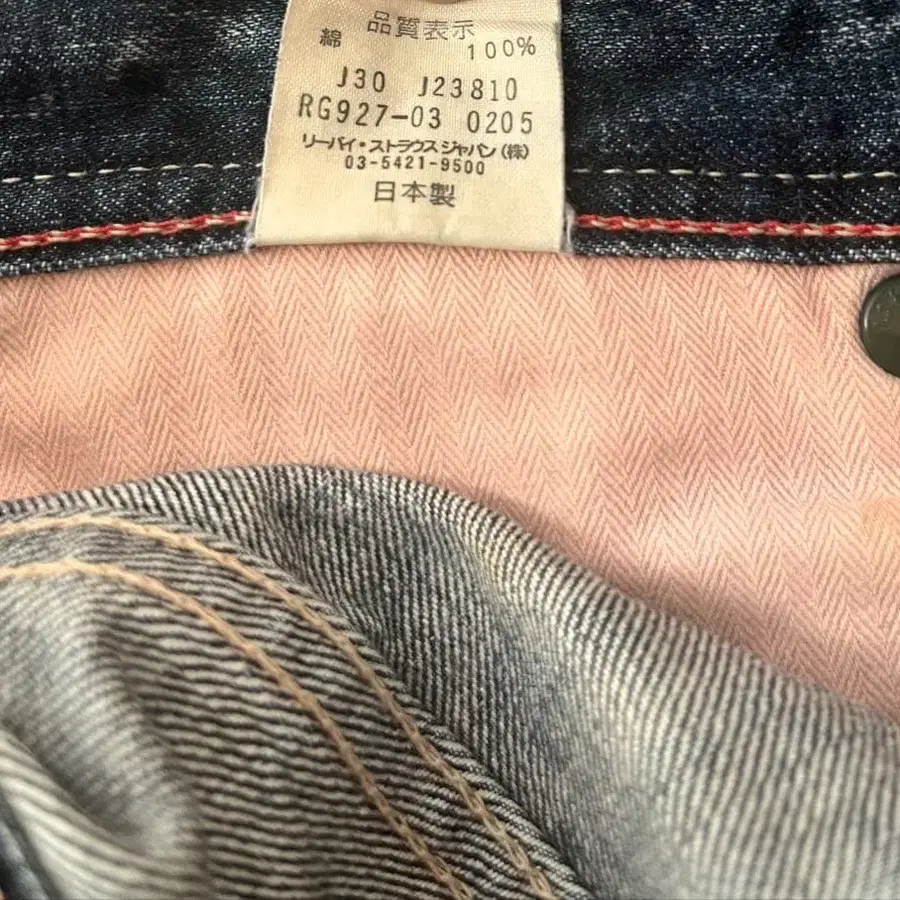 品質表示
綿 100%
J30 J23810
RG927-03 0205
リーバイ・ストラウス ジャパン(株)
03-5421-9500
日本製